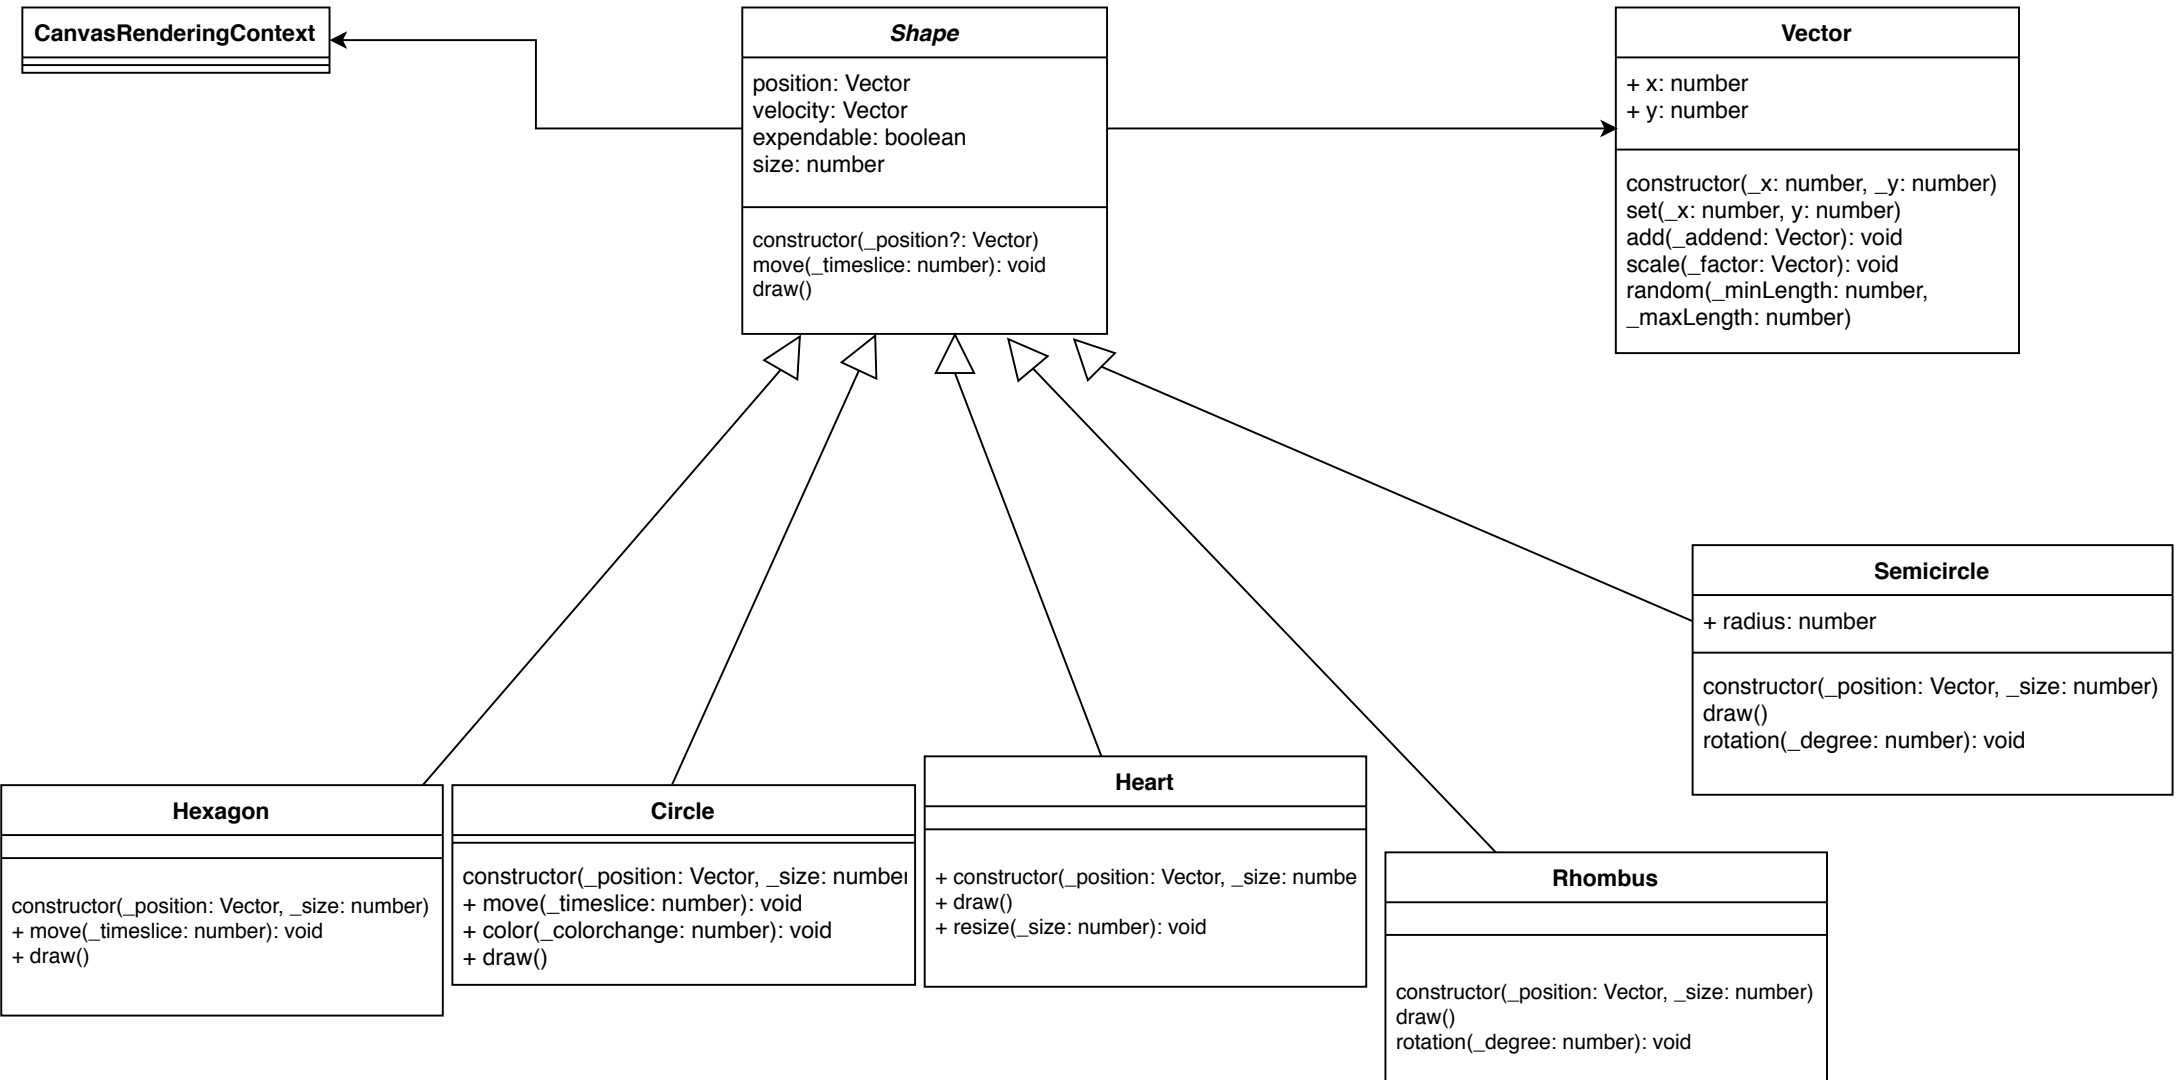 CanvasRenderingContext
Shape
position: Vector
velocity: Vector
expendable: boolean
size: number
constructor(_position?: Vector)
move(_timeslice: number): void
draw()
Vector
+ x: number
+ y: number
constructor(_x: number, _y: number)
set(_x: number, y: number)
add(_addend: Vector): void
scale(_factor: Vector): void
random(_minLength: number,
_maxLength: number)
Semicircle
+ radius: number
constructor(_position: Vector, _size: number)
draw()
rotation(_degree: number): void
Hexagon
constructor(_position: Vector, _size: number)
+ move(_timeslice: number): void
+ draw()
Circle
constructor(_position: Vector, _size: number
+ move(_timeslice: number): void
+ color(_colorchange: number): void
+ draw()
Heart
+ constructor(_position: Vector, _size: numbe
+ draw()
+ resize(_size: number): void
Rhombus
constructor(_position: Vector, _size: number)
draw()
rotation(_degree: number): void